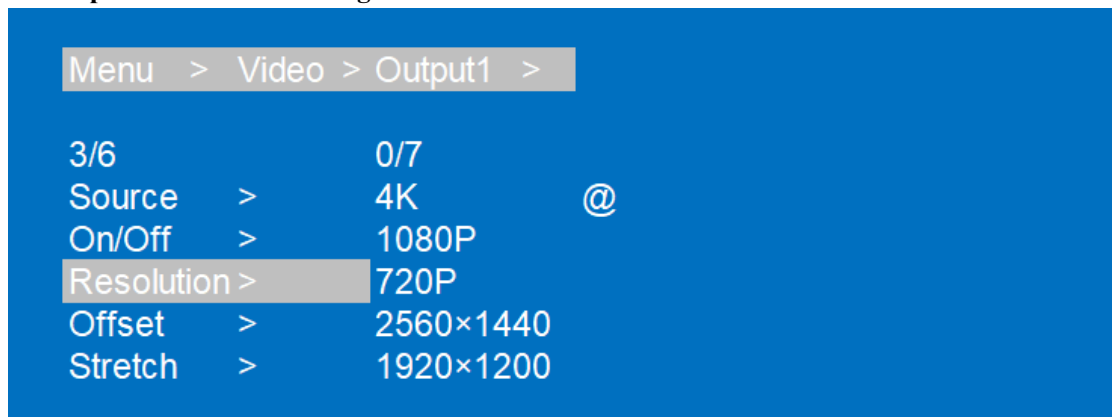 Menu > Video > Output1 >
3/6 0/7
Source > 4K @
On/Off > 1080P
Resolution > 720P
Offset > 2560×1440
Stretch > 1920×1200